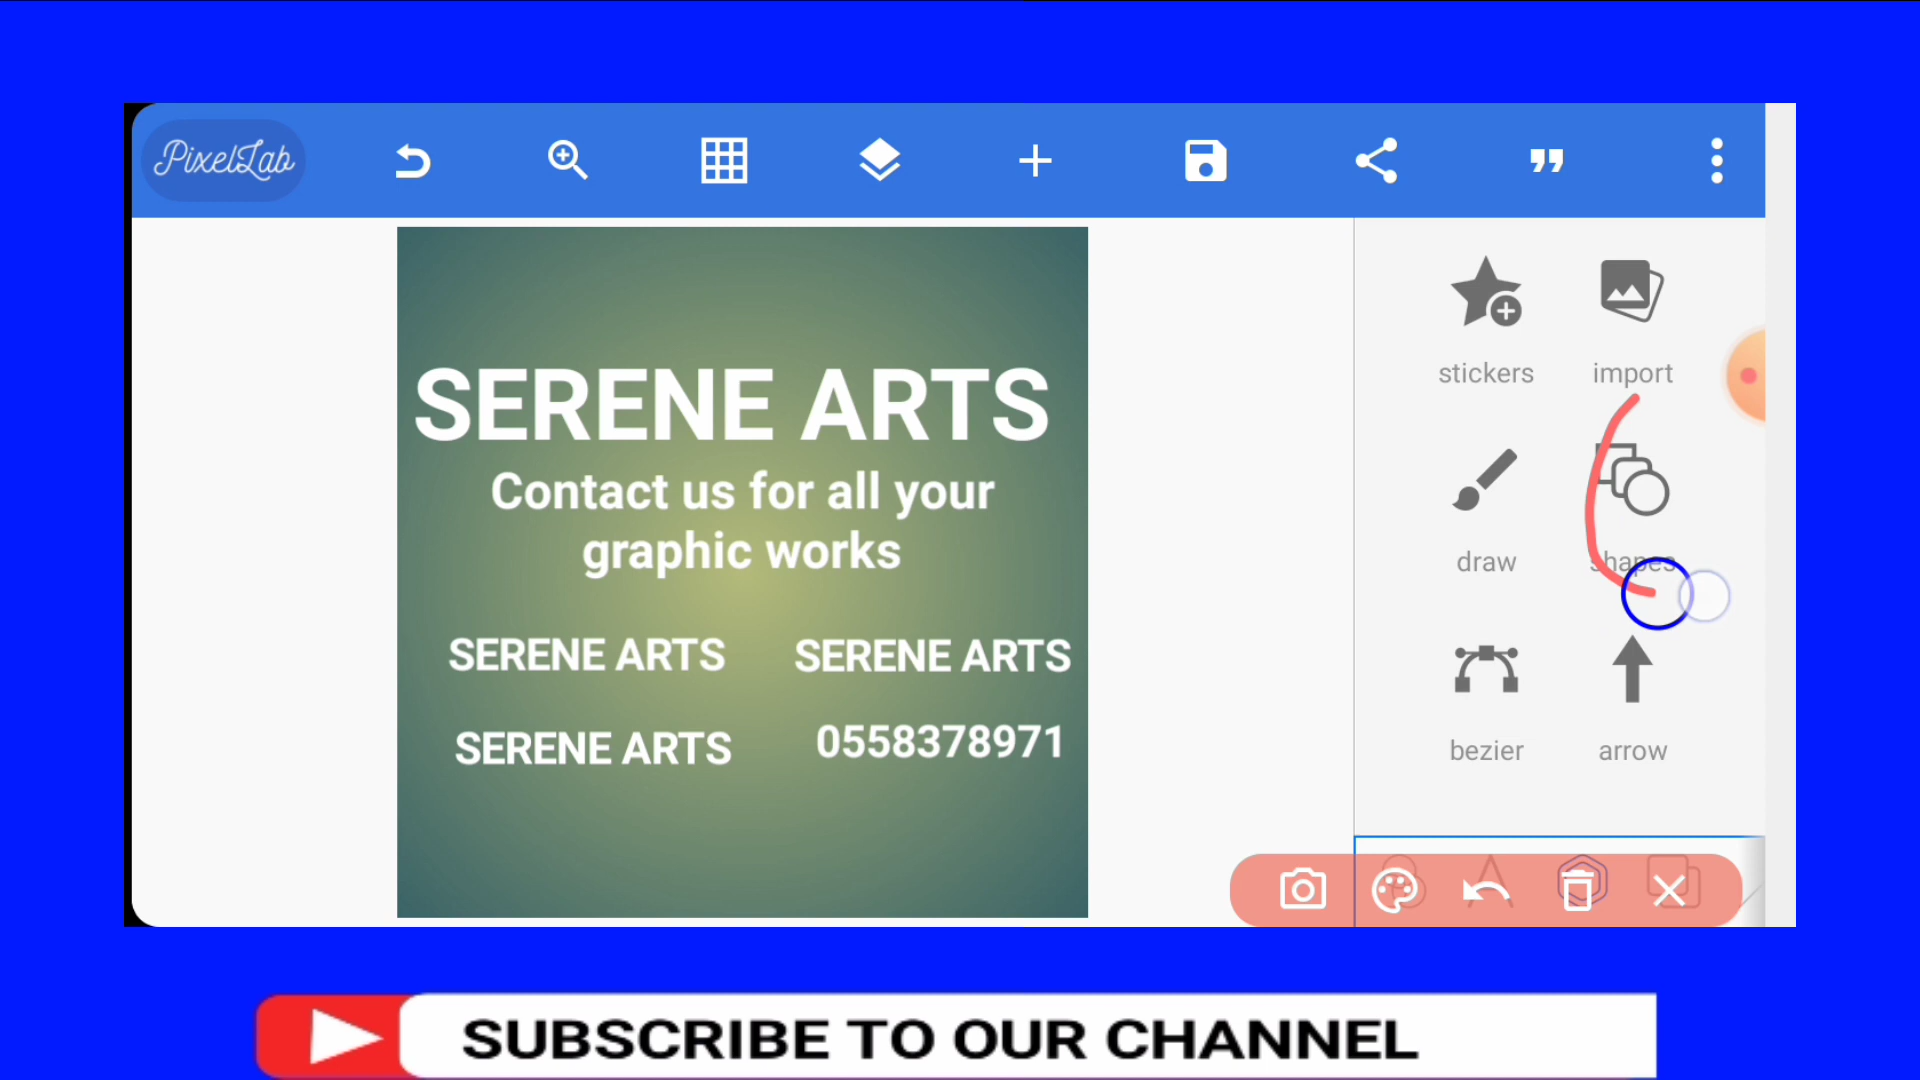 PixelLab
stickers import
SERENE ARTS
Contact us for all your
graphic works
draw shapes
SERENE ARTS SERENE ARTS
SERENE ARTS 0558378971
bezier arrow
SUBSCRIBE TO OUR CHANNEL